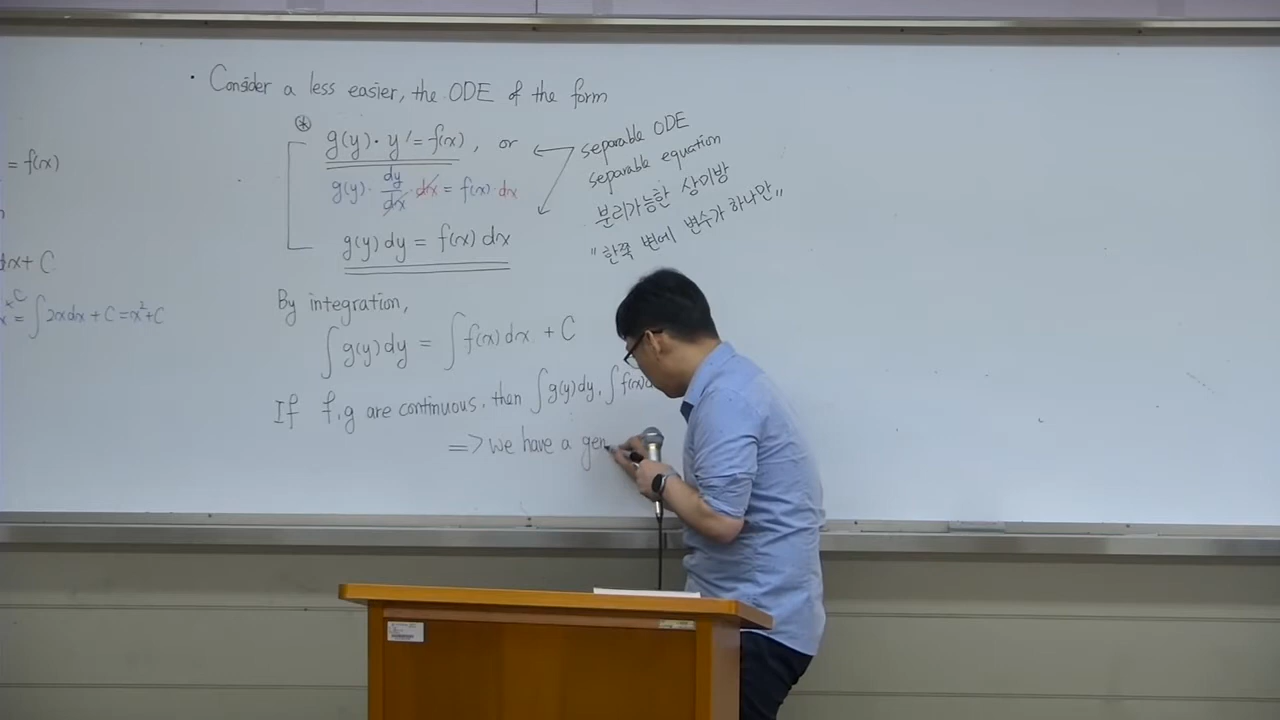 = f(x)
dx + C
= ∫ 2x dx + C = x² + C
· Consider a less easier, the ODE of the form
⊛
g(y) · y' = f(x), or
g(y) · dy/dx · dx = f(x) · dx
g(y) dy = f(x) dx
separable ODE
separable equation
분리가능한 상미방
"한쪽 변에 변수가 하나만"
By integration,
∫ g(y) dy = ∫ f(x) dx + C
If f, g are continuous, then ∫ g(y) dy, ∫ f(x) d
=> we have a gen